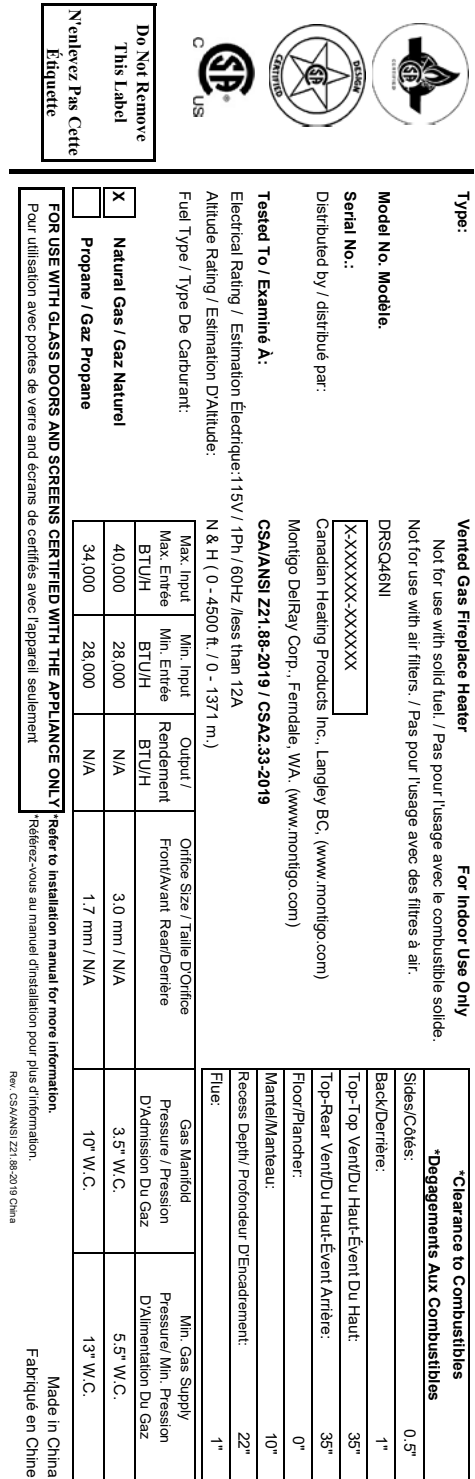 CERTIFIED
DESIGN
CERTIFIED
C
US
Do Not Remove
This Label
N'enlevez Pas Cette
Étiquette
Type:
Vented Gas Fireplace Heater
For Indoor Use Only
Not for use with solid fuel. / Pas pour l'usage avec le combustible solide.
Not for use with air filters. / Pas pour l'usage avec des filtres à air.
Model No. Modèle.
DRSQ46NI
Serial No.:
X-XXXXXX-XXXXXX
Distributed by / distribué par:
Canadian Heating Products Inc., Langley BC, (www.montigo.com)
Montigo DelRay Corp., Ferndale, WA. (www.montigo.com)
Tested To / Examiné À:
CSA/ANSI Z21.88-2019 / CSA2.33-2019
Electrical Rating / Estimation Électrique:115V / 1Ph / 60Hz /less than 12A
Altitude Rating / Estimation D'Altitude:
N & H ( 0 - 4500 ft. / 0 - 1371 m.)
Fuel Type / Type De Carburant:
*Clearance to Combustibles
*Degagements Aux Combustibles
Sides/Côtés: 0.5"
Back/Derrière: 1"
Top-Top Vent/Du Haut-Évent Du Haut: 35"
Top-Rear Vent/Du Haut-Évent Arrière: 35"
Floor/Plancher: 0"
Mantel/Manteau: 10"
Recess Depth/ Profondeur D'Encadrement: 22"
Flue: 1"
Max. Input
Max. Entrée
BTU/H
Min. Input
Min. Entrée
BTU/H
Output /
Rendement
BTU/H
Orifice Size / Taille D'Orifice
Front/Avant Rear/Derrière
Gas Manifold
Pressure / Pression
D'Admission Du Gaz
Min. Gas Supply
Pressure/ Min. Pression
D'Alimentation Du Gaz
X Natural Gas / Gaz Naturel 40,000 28,000 N/A 3.0 mm / N/A 3.5" W.C. 5.5" W.C.
Propane / Gaz Propane 34,000 28,000 N/A 1.7 mm / N/A 10" W.C. 13" W.C.
FOR USE WITH GLASS DOORS AND SCREENS CERTIFIED WITH THE APPLIANCE ONLY
Pour utilisation avec portes de verre and écrans de certifiés avec l'appareil seulement
*Refer to installation manual for more information.
*Référez-vous au manuel d'installation pour plus d'information.
Rev. CSA/ANSI Z21.88-2019 China
Made in China
Fabriqué en Chine